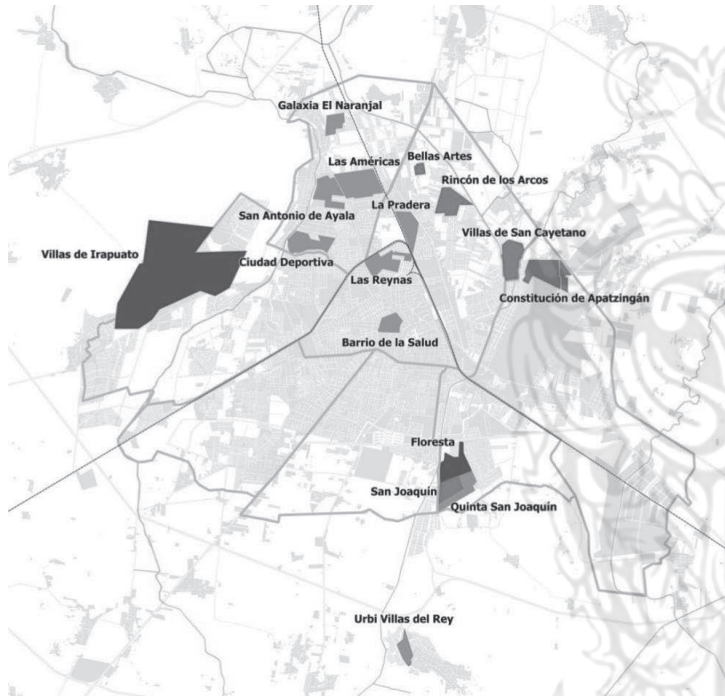 Galaxia El Naranjal
Bellas Artes
Las Américas
Rincón de los Arcos
La Pradera
San Antonio de Ayala
Villas de San Cayetano
Villas de Irapuato
Ciudad Deportiva
Las Reynas
Constitución de Apatzingán
Barrio de la Salud
Floresta
San Joaquín
Quinta San Joaquín
Urbi Villas del Rey